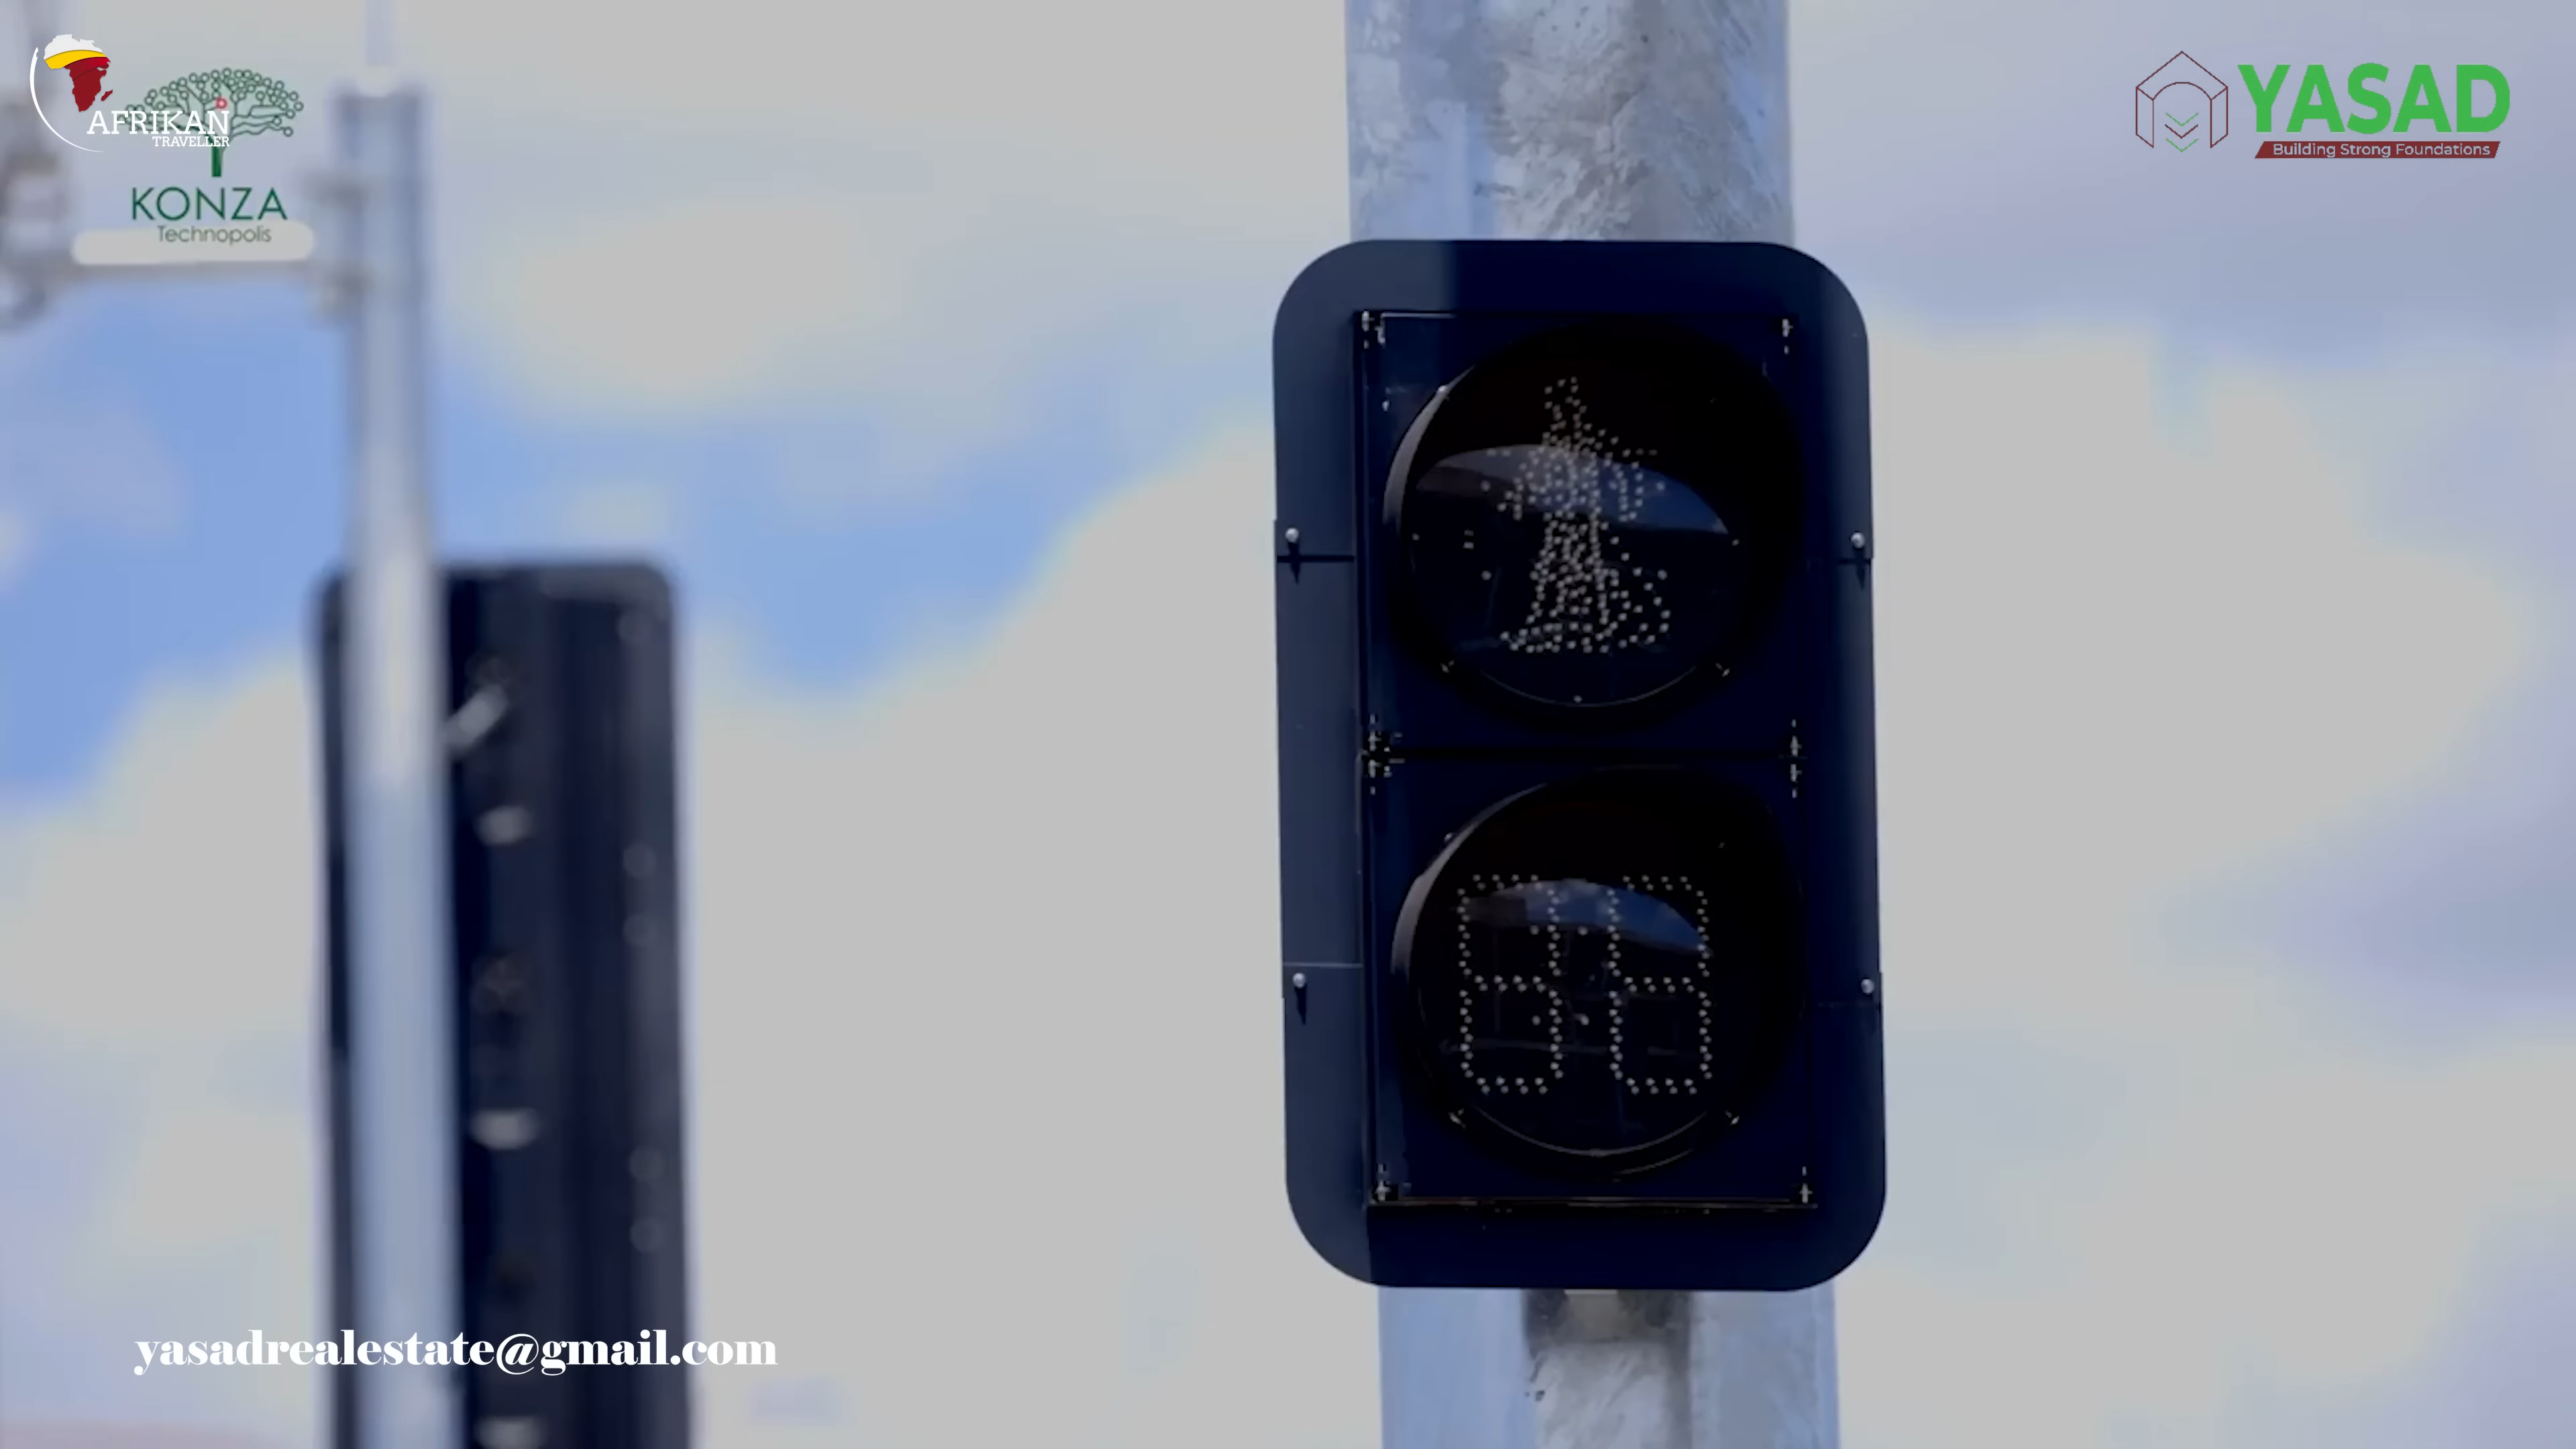 AFRIKAN
TRAVELLER
KONZA
Technopolis
YASAD
Building Strong Foundations
yasadrealestate@gmail.com